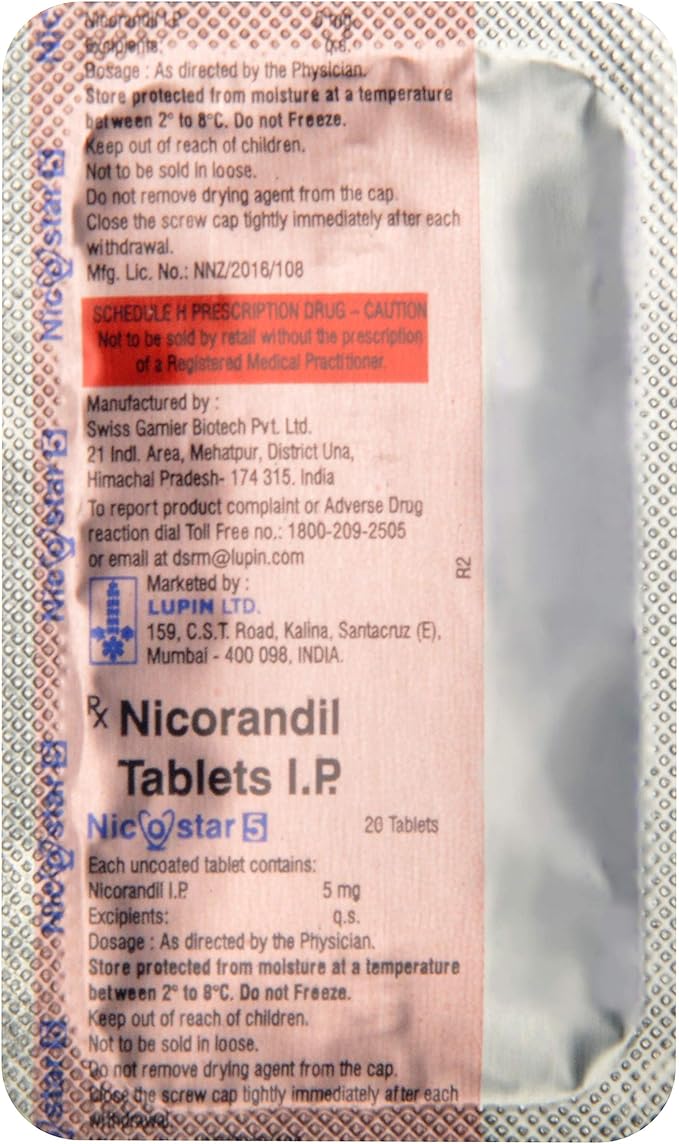 Nicorandil I.P. 5 mg
Excipients: q.s.
Dosage : As directed by the Physician.
Store protected from moisture at a temperature
between 2° to 8°C. Do not Freeze.
Keep out of reach of children.
Not to be sold in loose.
Do not remove drying agent from the cap.
Close the screw cap tightly immediately after each
withdrawal.
Mfg. Lic. No.: NNZ/2016/108
SCHEDULE H PRESCRIPTION DRUG – CAUTION
Not to be sold by retail without the prescription
of a Registered Medical Practitioner.
Manufactured by :
Swiss Garnier Biotech Pvt. Ltd.
21 Indl. Area, Mehatpur, District Una,
Himachal Pradesh- 174 315. India
To report product complaint or Adverse Drug
reaction dial Toll Free no.: 1800-209-2505
or email at dsrm@lupin.com
Marketed by :
LUPIN LTD.
159, C.S.T. Road, Kalina, Santacruz (E),
Mumbai - 400 098, INDIA.
R2
Rx Nicorandil
Tablets I.P.
Nicostar 5 20 Tablets
Each uncoated tablet contains:
Nicorandil I.P. 5 mg
Excipients: q.s.
Dosage : As directed by the Physician.
Store protected from moisture at a temperature
between 2° to 8°C. Do not Freeze.
Keep out of reach of children.
Not to be sold in loose.
Do not remove drying agent from the cap.
Close the screw cap tightly immediately after each
withdrawal.
Nic
Nicostar 5
Nicostar 5
Nicostar 5
ostar 5